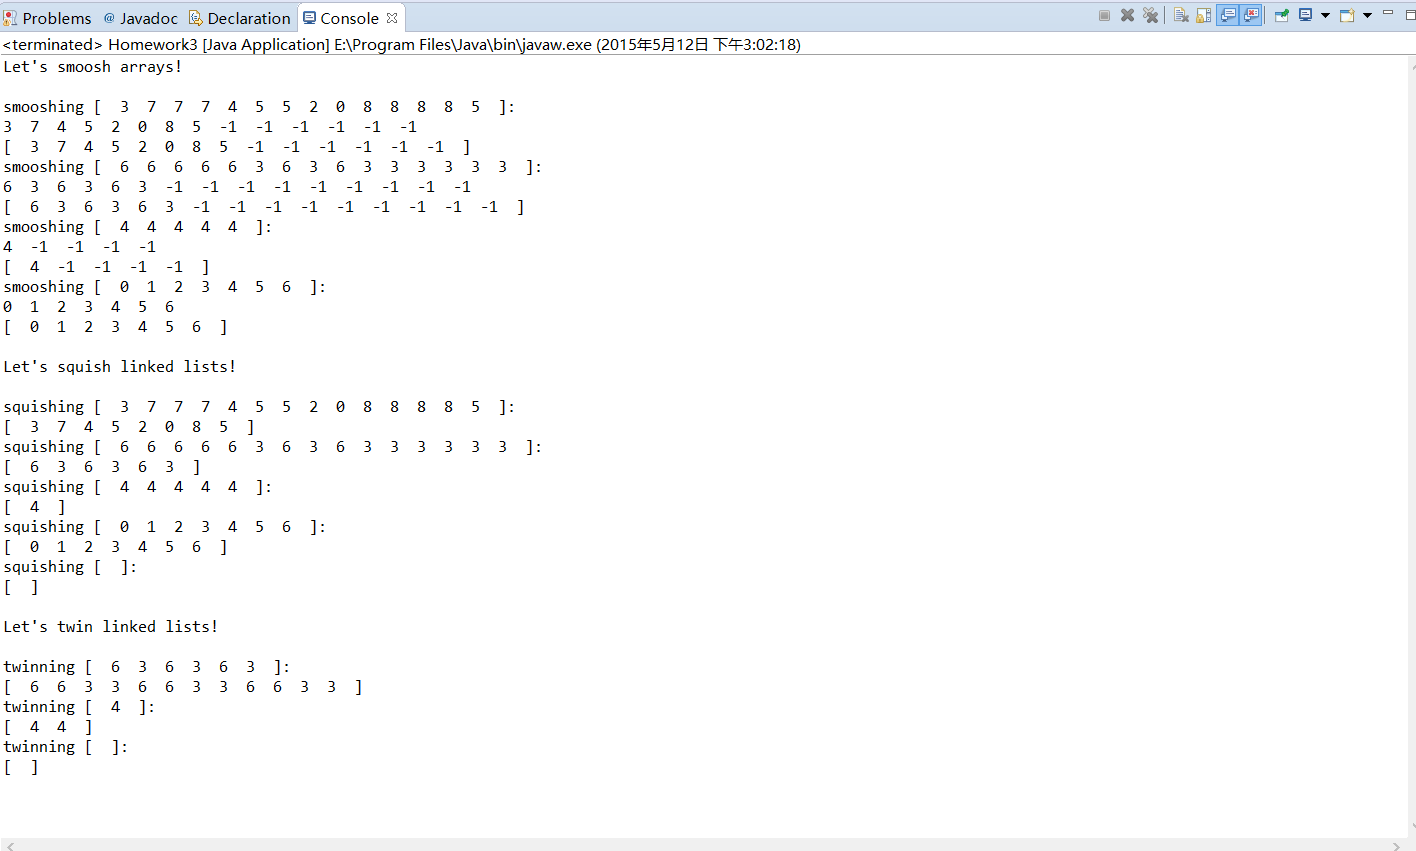 Problems @ Javadoc Declaration Console
<terminated> Homework3 [Java Application] E:\Program Files\Java\bin\javaw.exe (2015年5月12日 下午3:02:18)
Let's smoosh arrays!
smooshing [  3  7  7  7  4  5  5  2  0  8  8  8  8  5  ]:
3  7  4  5  2  0  8  5  -1  -1  -1  -1  -1  -1
[  3  7  4  5  2  0  8  5  -1  -1  -1  -1  -1  -1  ]
smooshing [  6  6  6  6  6  3  6  3  6  3  3  3  3  3  3  ]:
6  3  6  3  6  3  -1  -1  -1  -1  -1  -1  -1  -1  -1
[  6  3  6  3  6  3  -1  -1  -1  -1  -1  -1  -1  -1  -1  ]
smooshing [  4  4  4  4  4  ]:
4  -1  -1  -1  -1
[  4  -1  -1  -1  -1  ]
smooshing [  0  1  2  3  4  5  6  ]:
0  1  2  3  4  5  6
[  0  1  2  3  4  5  6  ]
Let's squish linked lists!
squishing [  3  7  7  7  4  5  5  2  0  8  8  8  8  5  ]:
[  3  7  4  5  2  0  8  5  ]
squishing [  6  6  6  6  6  3  6  3  6  3  3  3  3  3  3  ]:
[  6  3  6  3  6  3  ]
squishing [  4  4  4  4  4  ]:
[  4  ]
squishing [  0  1  2  3  4  5  6  ]:
[  0  1  2  3  4  5  6  ]
squishing [  ]:
[  ]
Let's twin linked lists!
twinning [  6  3  6  3  6  3  ]:
[  6  6  3  3  6  6  3  3  6  6  3  3  ]
twinning [  4  ]:
[  4  4  ]
twinning [  ]:
[  ]